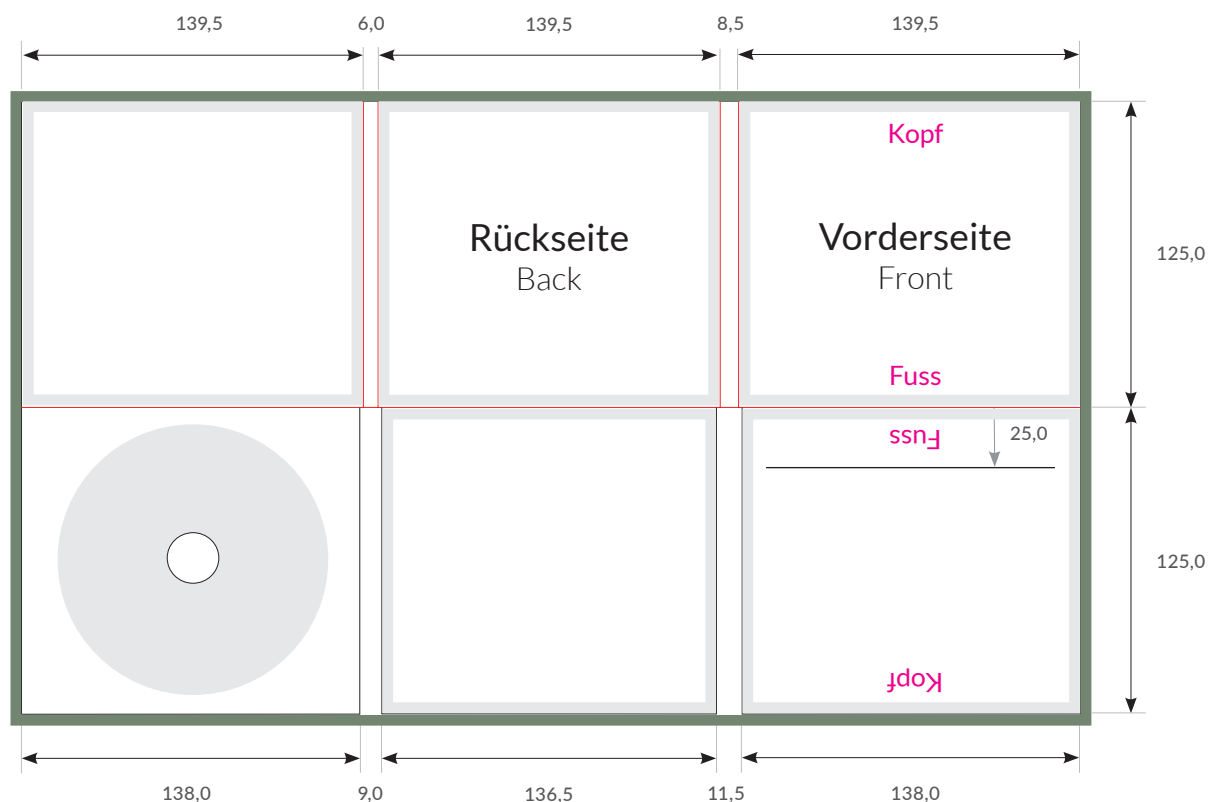 139,5 6,0 139,5 8,5 139,5
Kopf
Rückseite
Back
Vorderseite
Front
125,0
Fuss
Fuss
25,0
125,0
Kopf
138,0 9,0 136,5 11,5 138,0